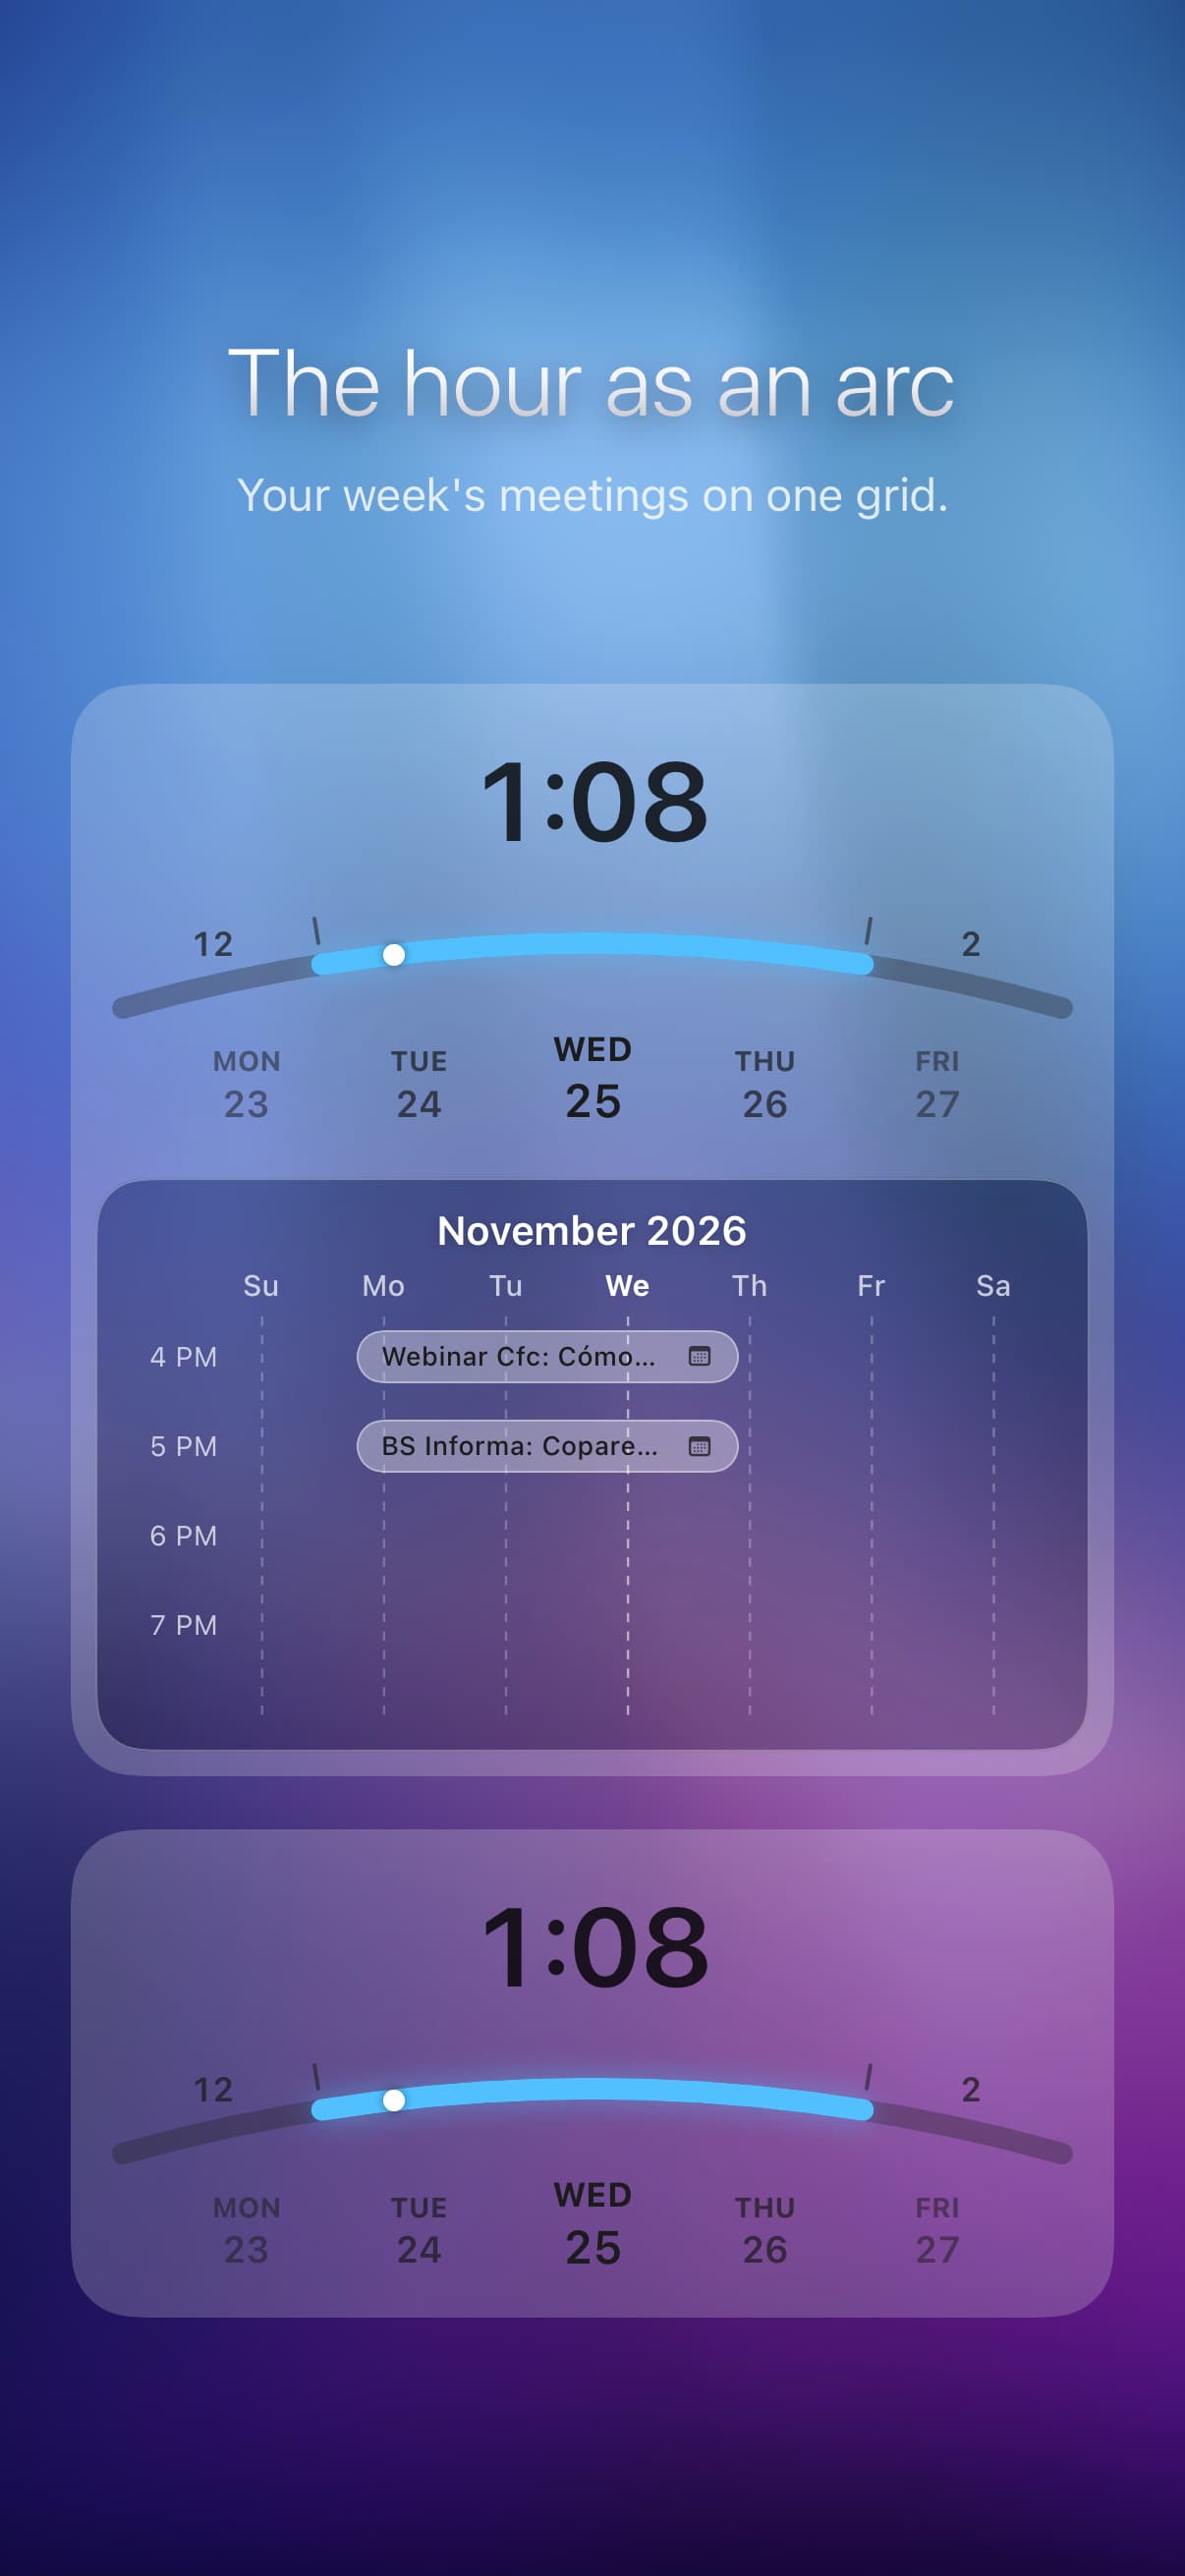 The hour as an arc
Your week's meetings on one grid.
1:08
12 2
MON TUE WED THU FRI
23 24 25 26 27
November 2026
Su Mo Tu We Th Fr Sa
4 PM Webinar Cfc: Cómo...
5 PM BS Informa: Copare...
6 PM
7 PM
1:08
12 2
MON TUE WED THU FRI
23 24 25 26 27